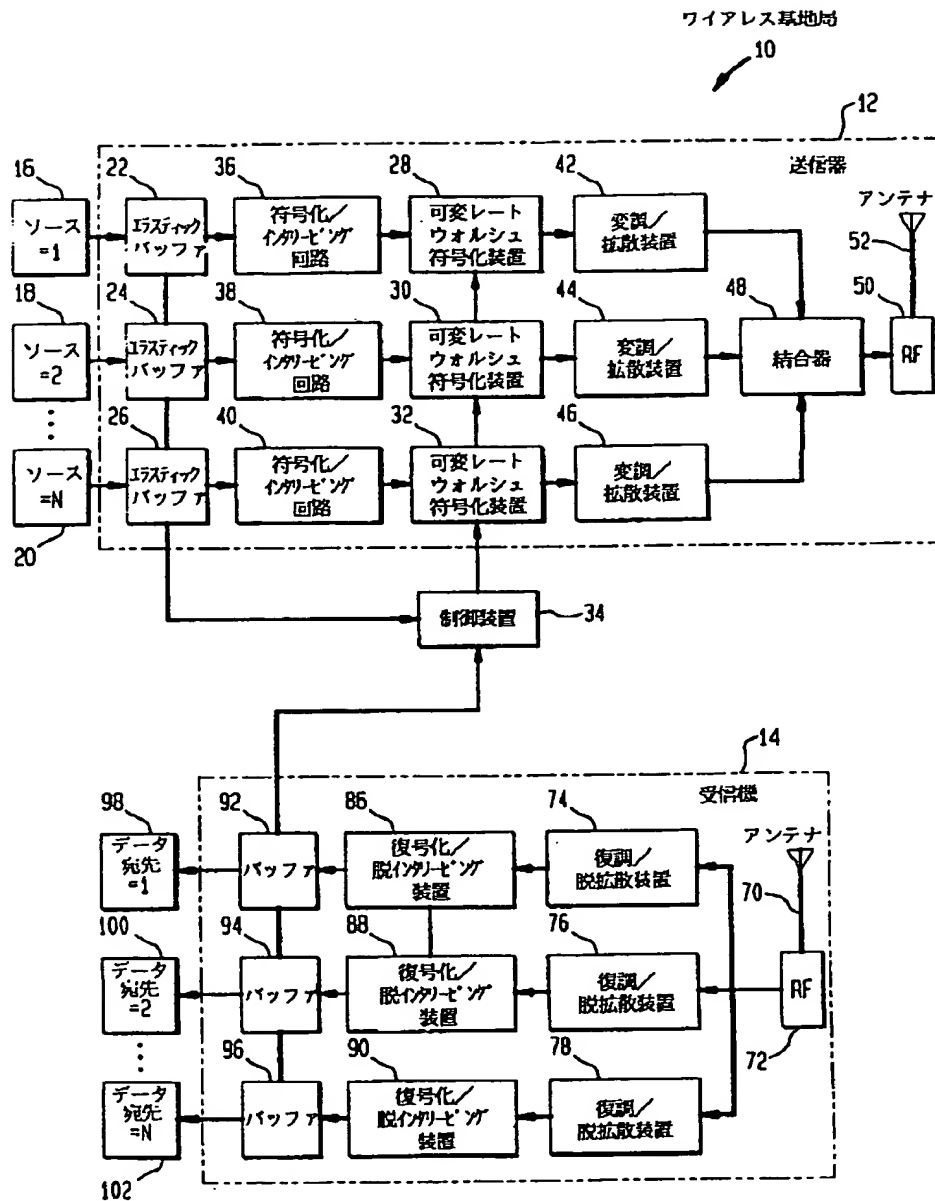 ワイアレス基地局
10
12
送信器
16
22
36
28
42
アンテナ
ソース
=1
エラスティック
バッファ
符号化/
インタリーピング
回路
可変レート
ウォルシュ
符号化装置
変調/
拡散装置
52
18
24
38
30
44
48
50
ソース
=2
エラスティック
バッファ
符号化/
インタリーピング
回路
可変レート
ウォルシュ
符号化装置
変調/
拡散装置
結合器
RF
26
40
32
46
ソース
=N
エラスティック
バッファ
符号化/
インタリーピング
回路
可変レート
ウォルシュ
符号化装置
変調/
拡散装置
20
制御装置
34
14
受信機
98
92
86
74
アンテナ
データ
宛先
=1
バッファ
復号化/
脱インタリーピング
装置
復調/
脱拡散装置
70
100
94
88
76
データ
宛先
=2
バッファ
復号化/
脱インタリーピング
装置
復調/
脱拡散装置
RF
72
96
90
78
データ
宛先
=N
バッファ
復号化/
脱インタリーピング
装置
復調/
脱拡散装置
102